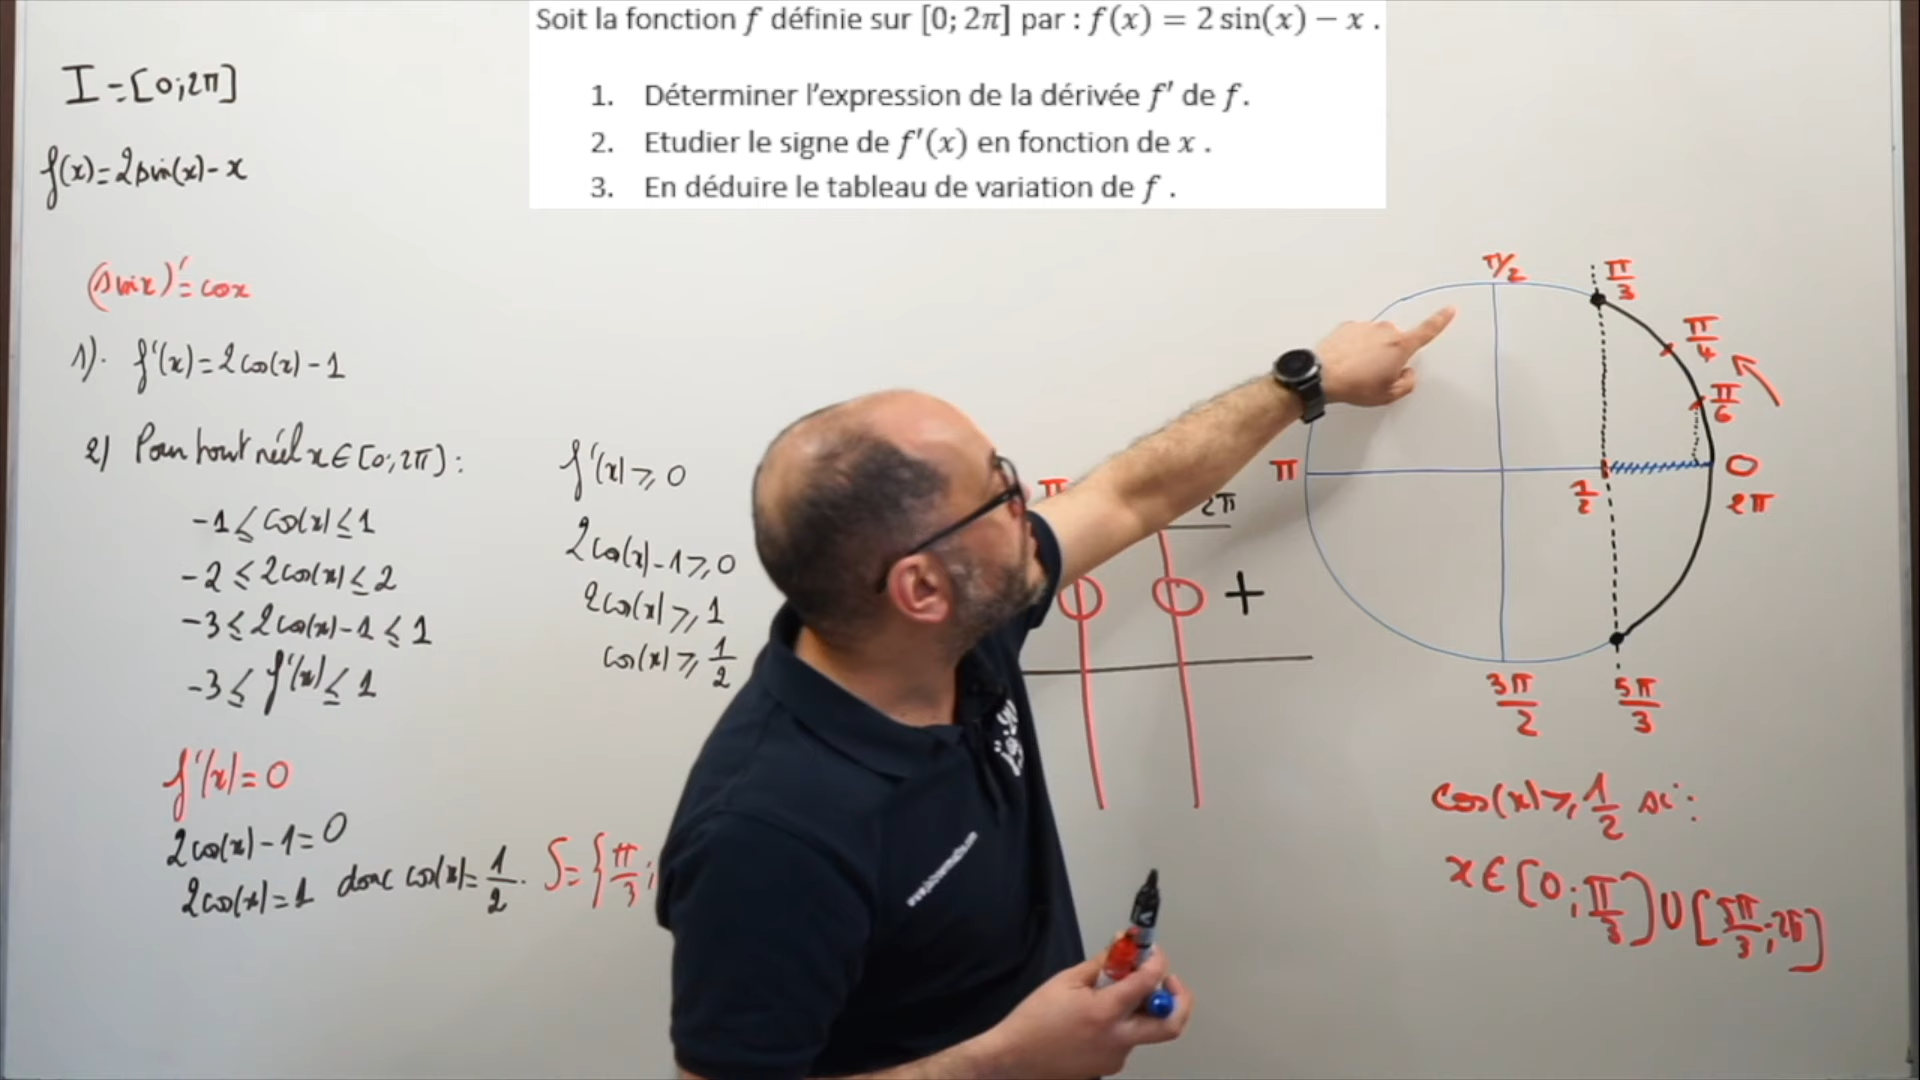 Soit la fonction f définie sur [0; 2π] par : f(x) = 2 sin(x) − x .
1. Déterminer l'expression de la dérivée f′ de f.
2. Etudier le signe de f′(x) en fonction de x .
3. En déduire le tableau de variation de f .
I = [0; 2π]
f(x) = 2 sin(x) - x
(sin x)' = cos x
1). f'(x) = 2 cos(x) - 1
2) Pour tout réel x ∈ [0; 2π] :
-1 ≤ cos(x) ≤ 1
-2 ≤ 2cos(x) ≤ 2
-3 ≤ 2cos(x) - 1 ≤ 1
-3 ≤ f'(x) ≤ 1
f'(x) = 0
2cos(x) - 1 = 0
2cos(x) = 1 donc cos(x) = 1/2. S = { π/3 ;
f'(x) ≥ 0
2cos(x) - 1 ≥ 0
2cos(x) ≥ 1
cos(x) ≥ 1/2
π
2π
+
π/2
π/3
π/4
π/6
π
1/2
0
2π
3π/2
5π/3
cos(x) ≥ 1/2 si :
x ∈ [0 ; π/3] ∪ [5π/3 ; 2π]